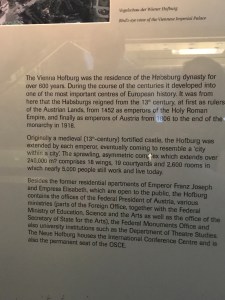 Vogelschau der Wiener Hofburg
Bird's-eye view of the Viennese Imperial Palace
The Vienna Hofburg was the residence of the Habsburg dynasty for
over 600 years. During the course of the centuries it developed into
one of the most important centres of European history. It was from
here that the Habsburgs reigned from the 13th century, at first as rulers
of the Austrian Lands, from 1452 as emperors of the Holy Roman
Empire, and finally as emperors of Austria from 1806 to the end of the
monarchy in 1918.
Originally a medieval (13th-century) fortified castle, the Hofburg was
extended by each emperor, eventually coming to resemble a 'city
within a city'. The sprawling, asymmetric complex which extends over
240,000 m² comprises 18 wings, 19 courtyards and 2,600 rooms in
which nearly 5,000 people still work and live today.
Besides the former residential apartments of Emperor Franz Joseph
and Empress Elisabeth, which are open to the public, the Hofburg
contains the offices of the Federal President of Austria, various
ministries (parts of the Foreign Office, together with the Federal
Ministry of Education, Science and the Arts as well as the office of the
Secretary of State for the Arts), the Federal Monuments Office and
also university institutions such as the Department of Theatre Studies.
The Neue Hofburg houses the International Conference Centre and is
also the permanent seat of the OSCE.